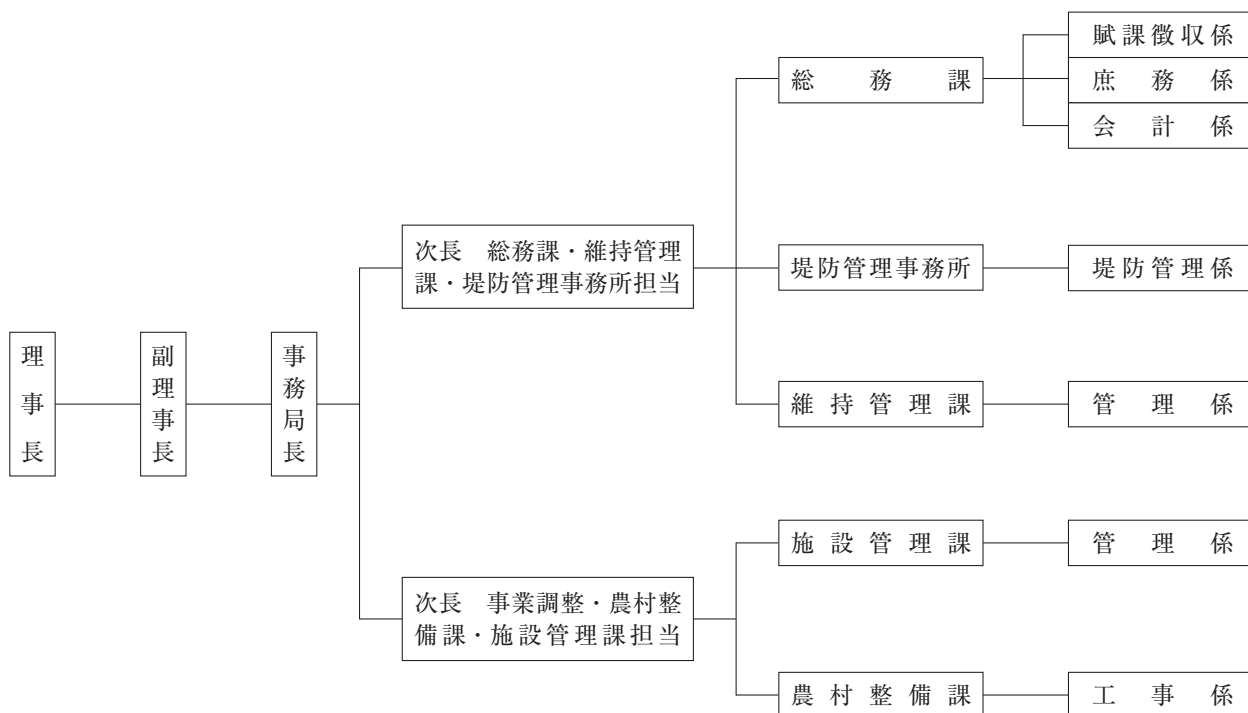 理事長
副理事長
事務局長
次長　総務課・維持管理
課・堤防管理事務所担当
総務課
賦課徴収係
庶務係
会計係
堤防管理事務所
堤防管理係
維持管理課
管理係
次長　事業調整・農村整
備課・施設管理課担当
施設管理課
管理係
農村整備課
工事係